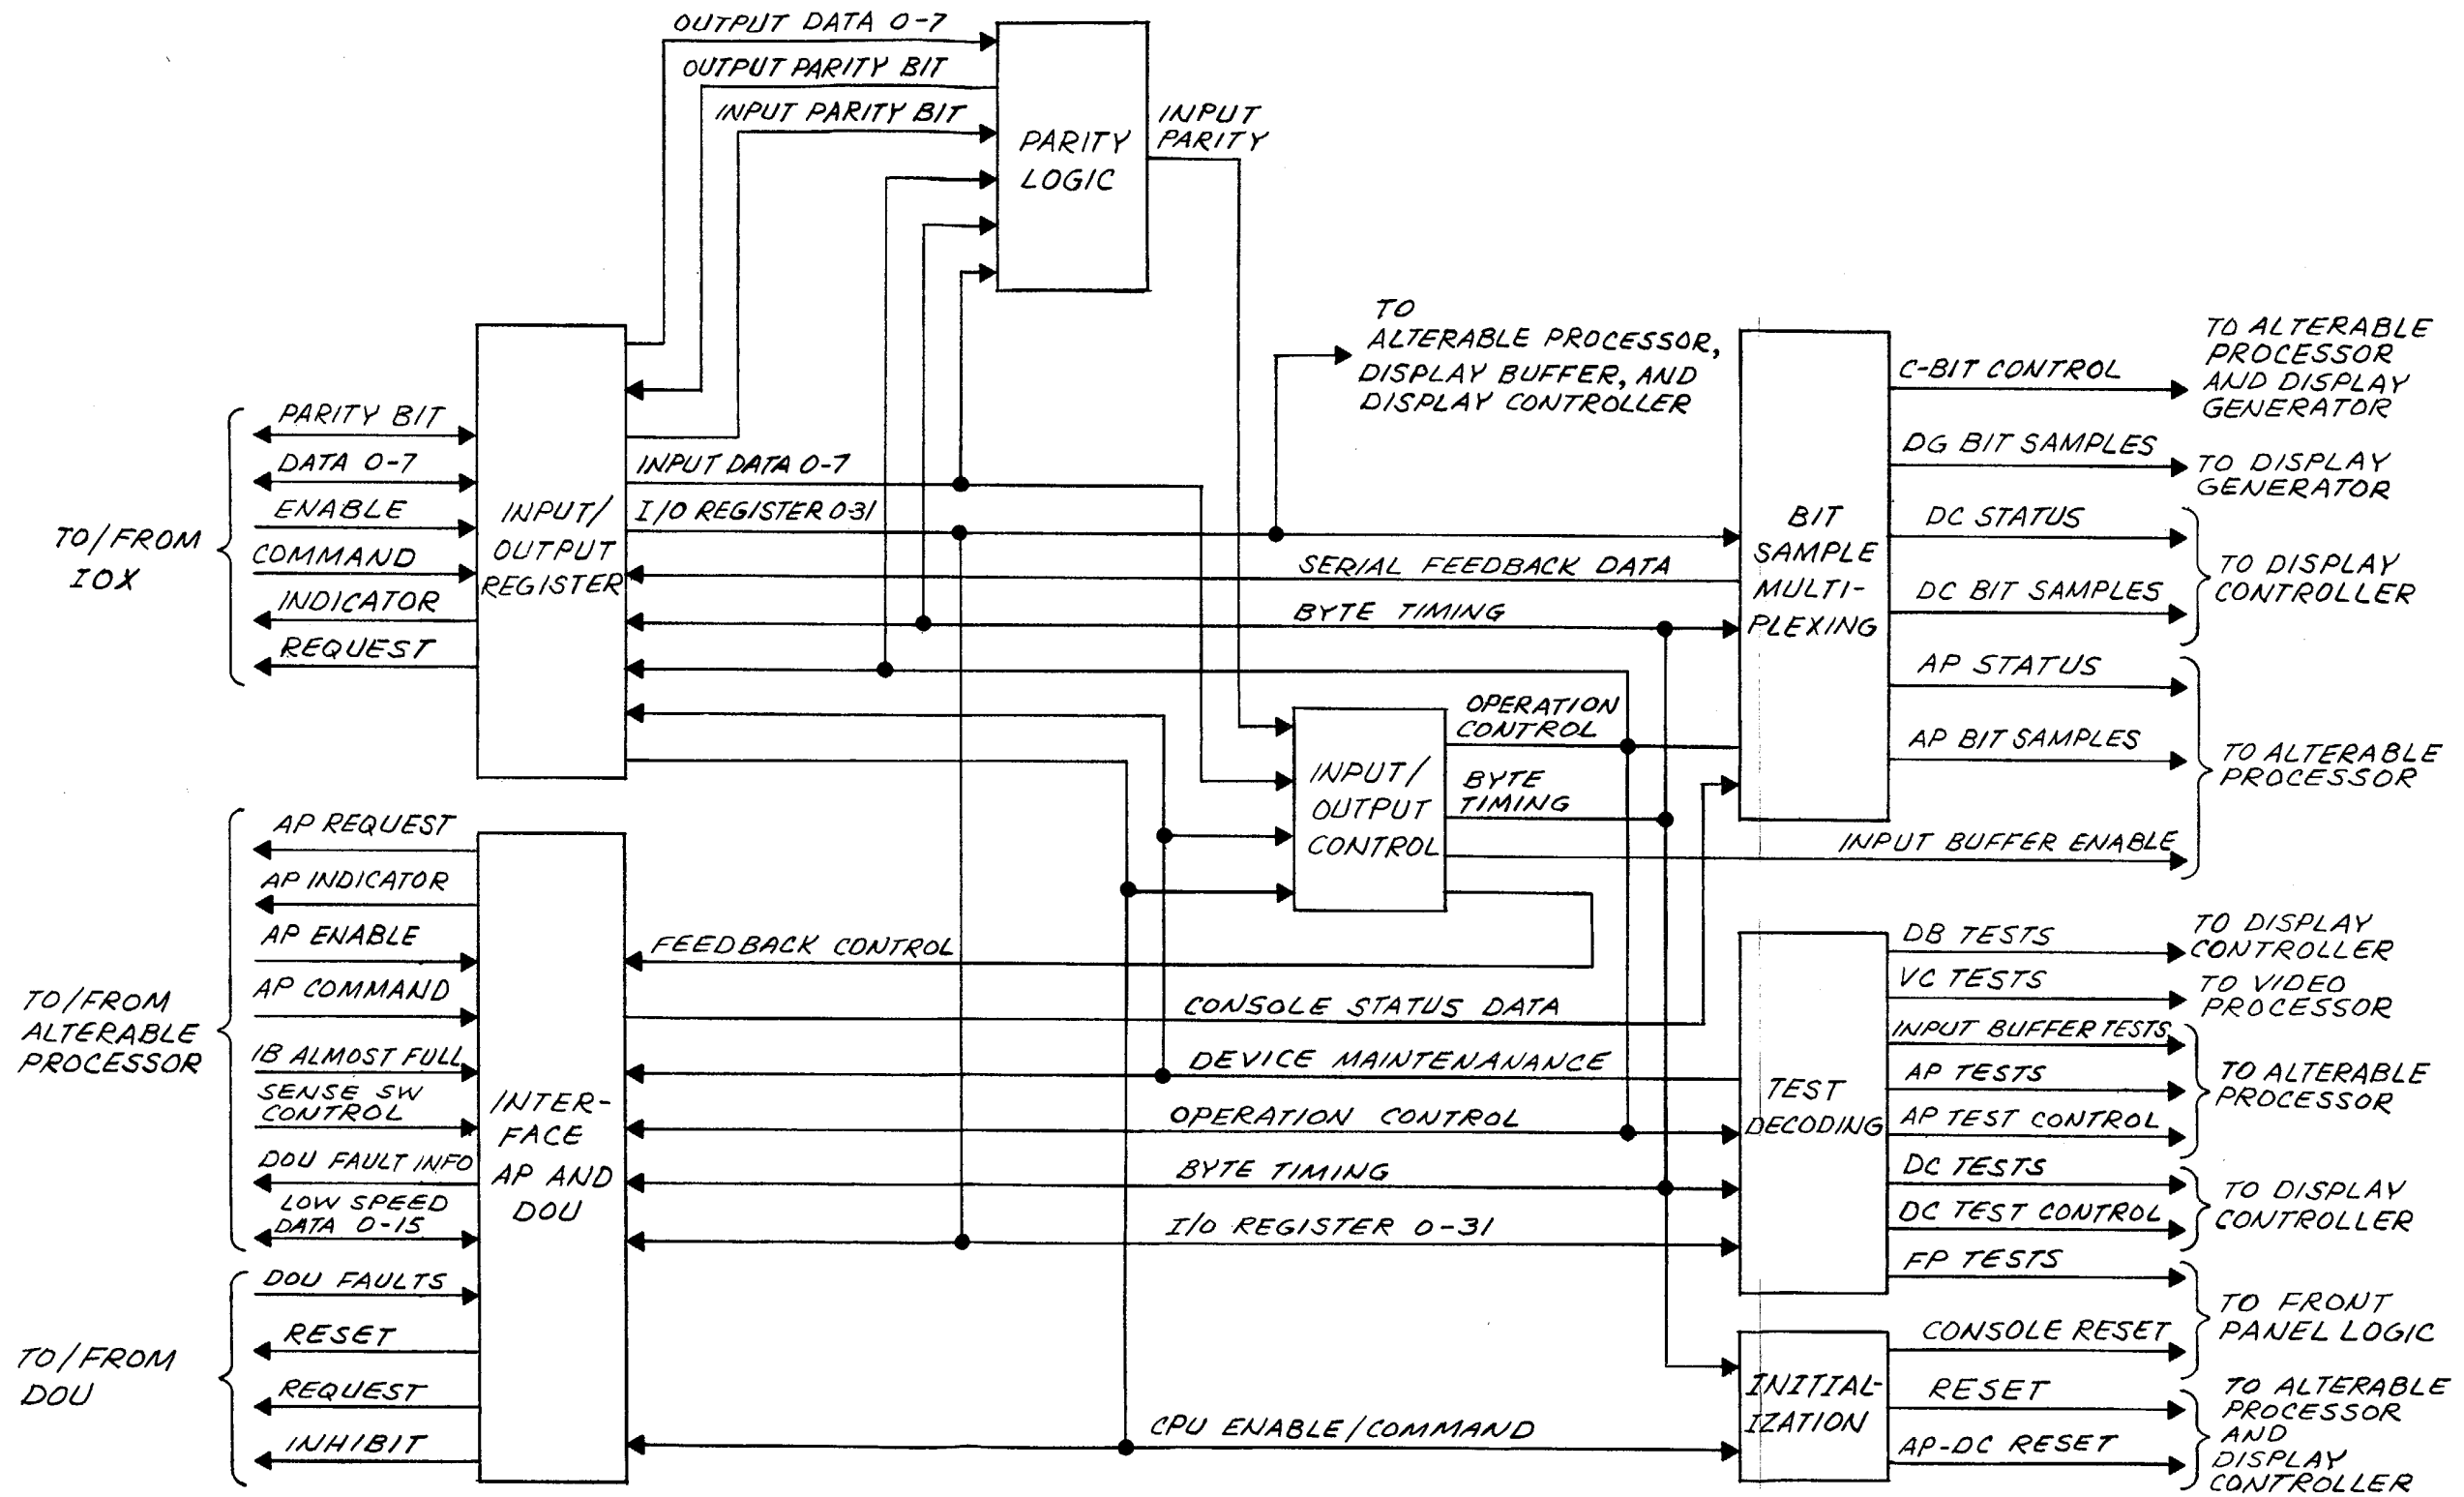 OUTPUT DATA 0-7
OUTPUT PARITY BIT
INPUT PARITY BIT
PARITY
LOGIC
INPUT
PARITY
TO
ALTERABLE PROCESSOR,
DISPLAY BUFFER, AND
DISPLAY CONTROLLER
TO/FROM
IOX
PARITY BIT
DATA 0-7
ENABLE
COMMAND
INDICATOR
REQUEST
INPUT/
OUTPUT
REGISTER
INPUT DATA 0-7
I/O REGISTER 0-31
SERIAL FEEDBACK DATA
BYTE TIMING
BIT
SAMPLE
MULTI-
PLEXING
C-BIT CONTROL
TO ALTERABLE
PROCESSOR
AND DISPLAY
GENERATOR
DG BIT SAMPLES
TO DISPLAY
GENERATOR
DC STATUS
DC BIT SAMPLES
TO DISPLAY
CONTROLLER
AP STATUS
AP BIT SAMPLES
INPUT BUFFER ENABLE
TO ALTERABLE
PROCESSOR
INPUT/
OUTPUT
CONTROL
OPERATION
CONTROL
BYTE
TIMING
TO/FROM
ALTERABLE
PROCESSOR
AP REQUEST
AP INDICATOR
AP ENABLE
AP COMMAND
IB ALMOST FULL
SENSE SW
CONTROL
DOU FAULT INFO
LOW SPEED
DATA 0-15
TO/FROM
DOU
DOU FAULTS
RESET
REQUEST
INHIBIT
INTER-
FACE
AP AND
DOU
FEEDBACK CONTROL
CONSOLE STATUS DATA
DEVICE MAINTENANANCE
OPERATION CONTROL
BYTE TIMING
I/O REGISTER 0-31
CPU ENABLE/COMMAND
TEST
DECODING
DB TESTS
TO DISPLAY
CONTROLLER
VC TESTS
TO VIDEO
PROCESSOR
INPUT BUFFER TESTS
AP TESTS
AP TEST CONTROL
TO ALTERABLE
PROCESSOR
DC TESTS
DC TEST CONTROL
TO DISPLAY
CONTROLLER
FP TESTS
CONSOLE RESET
TO FRONT
PANEL LOGIC
INITIAL-
IZATION
RESET
AP-DC RESET
TO ALTERABLE
PROCESSOR
AND
DISPLAY
CONTROLLER